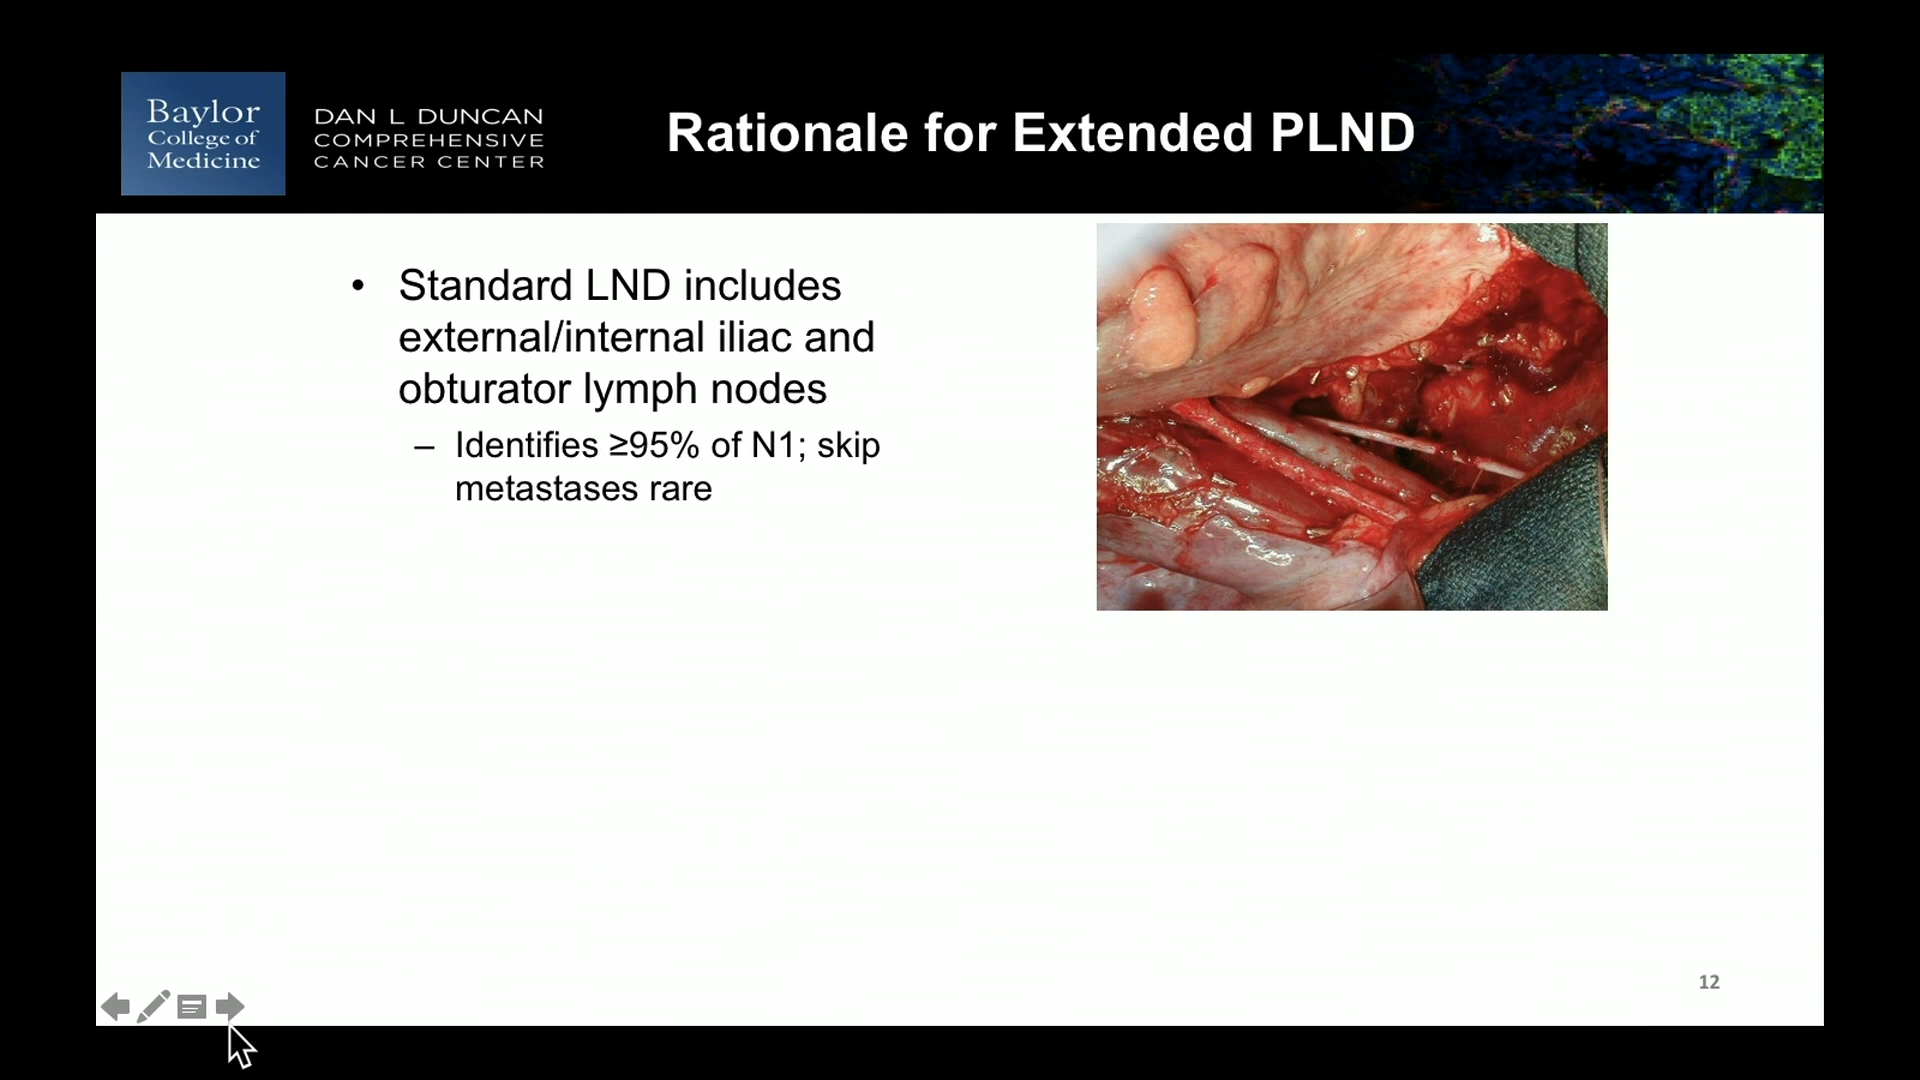 Baylor
College of
Medicine
DAN L DUNCAN
COMPREHENSIVE
CANCER CENTER
Rationale for Extended PLND
• Standard LND includes
external/internal iliac and
obturator lymph nodes
– Identifies ≥95% of N1; skip
metastases rare
12